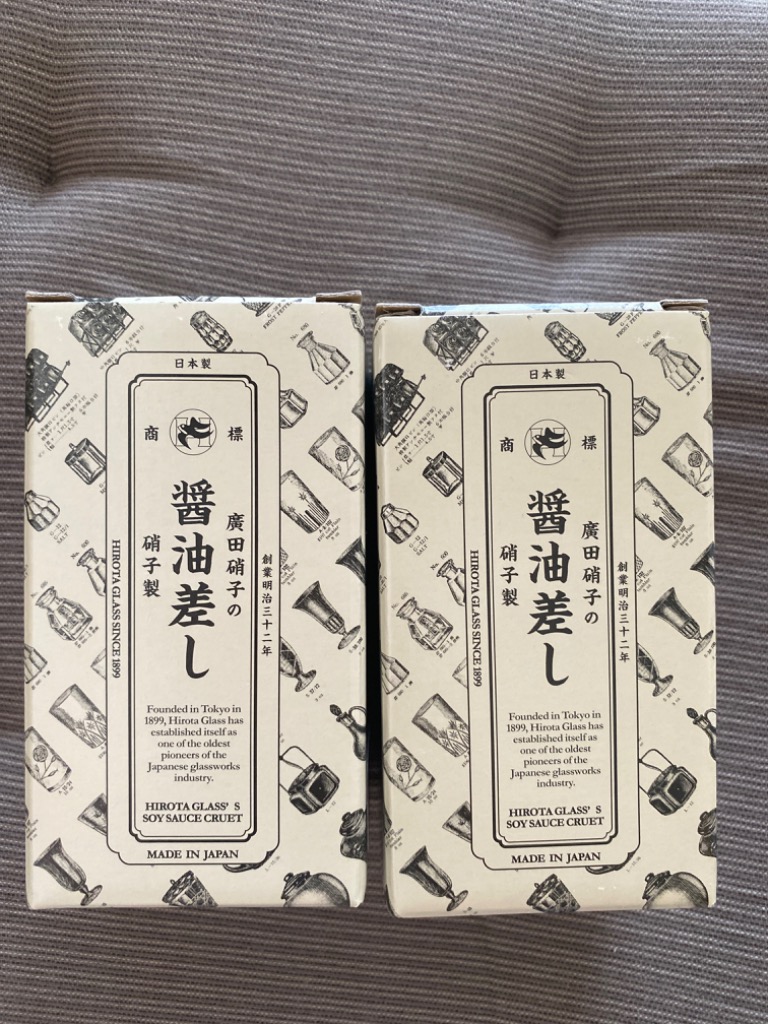 日本製
商標
廣田硝子の
醤油差し
硝子製
創業明治三十二年
HIROTA GLASS SINCE 1899
Founded in Tokyo in
1899, Hirota Glass has
established itself as
one of the oldest
pioneers of the
Japanese glassworks
industry.
HIROTA GLASS' S
SOY SAUCE CRUET
MADE IN JAPAN
日本製
商標
廣田硝子の
醤油差し
硝子製
創業明治三十二年
HIROTA GLASS SINCE 1899
Founded in Tokyo in
1899, Hirota Glass has
established itself as
one of the oldest
pioneers of the
Japanese glassworks
industry.
HIROTA GLASS' S
SOY SAUCE CRUET
MADE IN JAPAN